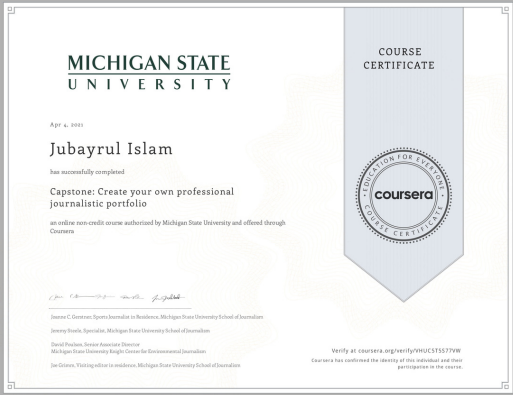 MICHIGAN STATE
UNIVERSITY
COURSE
CERTIFICATE
Apr 4, 2021
Jubayrul Islam
has successfully completed
Capstone: Create your own professional
journalistic portfolio
an online non-credit course authorized by Michigan State University and offered through
Coursera
EDUCATION FOR EVERYONE
coursera
COURSE CERTIFICATE
Joanne C. Gerstner, Sports Journalist in Residence, Michigan State University School of Journalism
Jeremy Steele, Specialist, Michigan State University School of Journalism
David Poulson, Senior Associate Director
Michigan State University Knight Center for Environmental Journalism
Joe Grimm, Visiting editor in residence, Michigan State University School of Journalism
Verify at coursera.org/verify/VHUCSTSS77VW
Coursera has confirmed the identity of this individual and their
participation in the course.